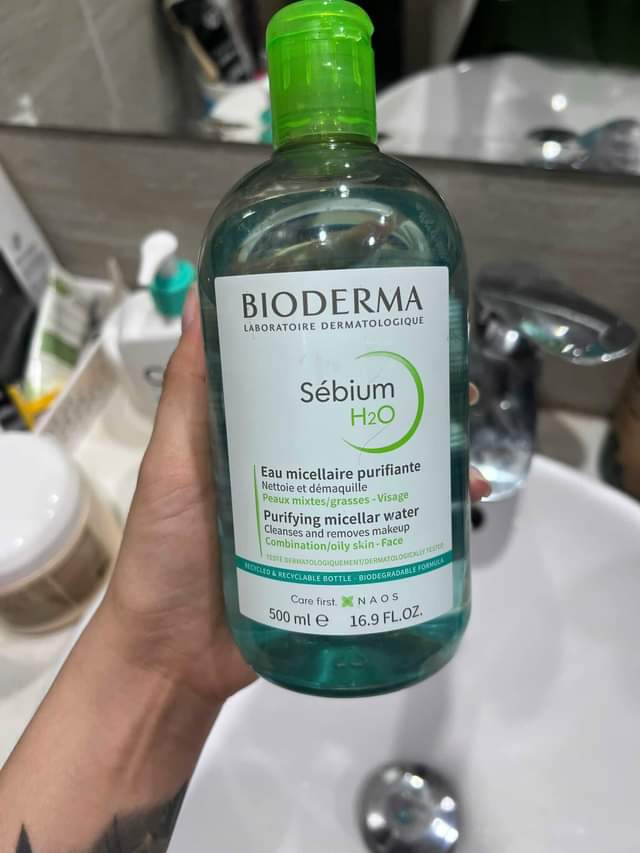 BIODERMA
LABORATOIRE DERMATOLOGIQUE
Sébium
H2O
Eau micellaire purifiante
Nettoie et démaquille
Peaux mixtes/grasses - Visage
Purifying micellar water
Cleanses and removes makeup
Combination/oily skin - Face
TESTÉ DERMATOLOGIQUEMENT/DERMATOLOGICALLY TESTED
RECYCLED & RECYCLABLE BOTTLE - BIODEGRADABLE FORMULA
Care first. NAOS
500 ml e 16.9 FL.OZ.